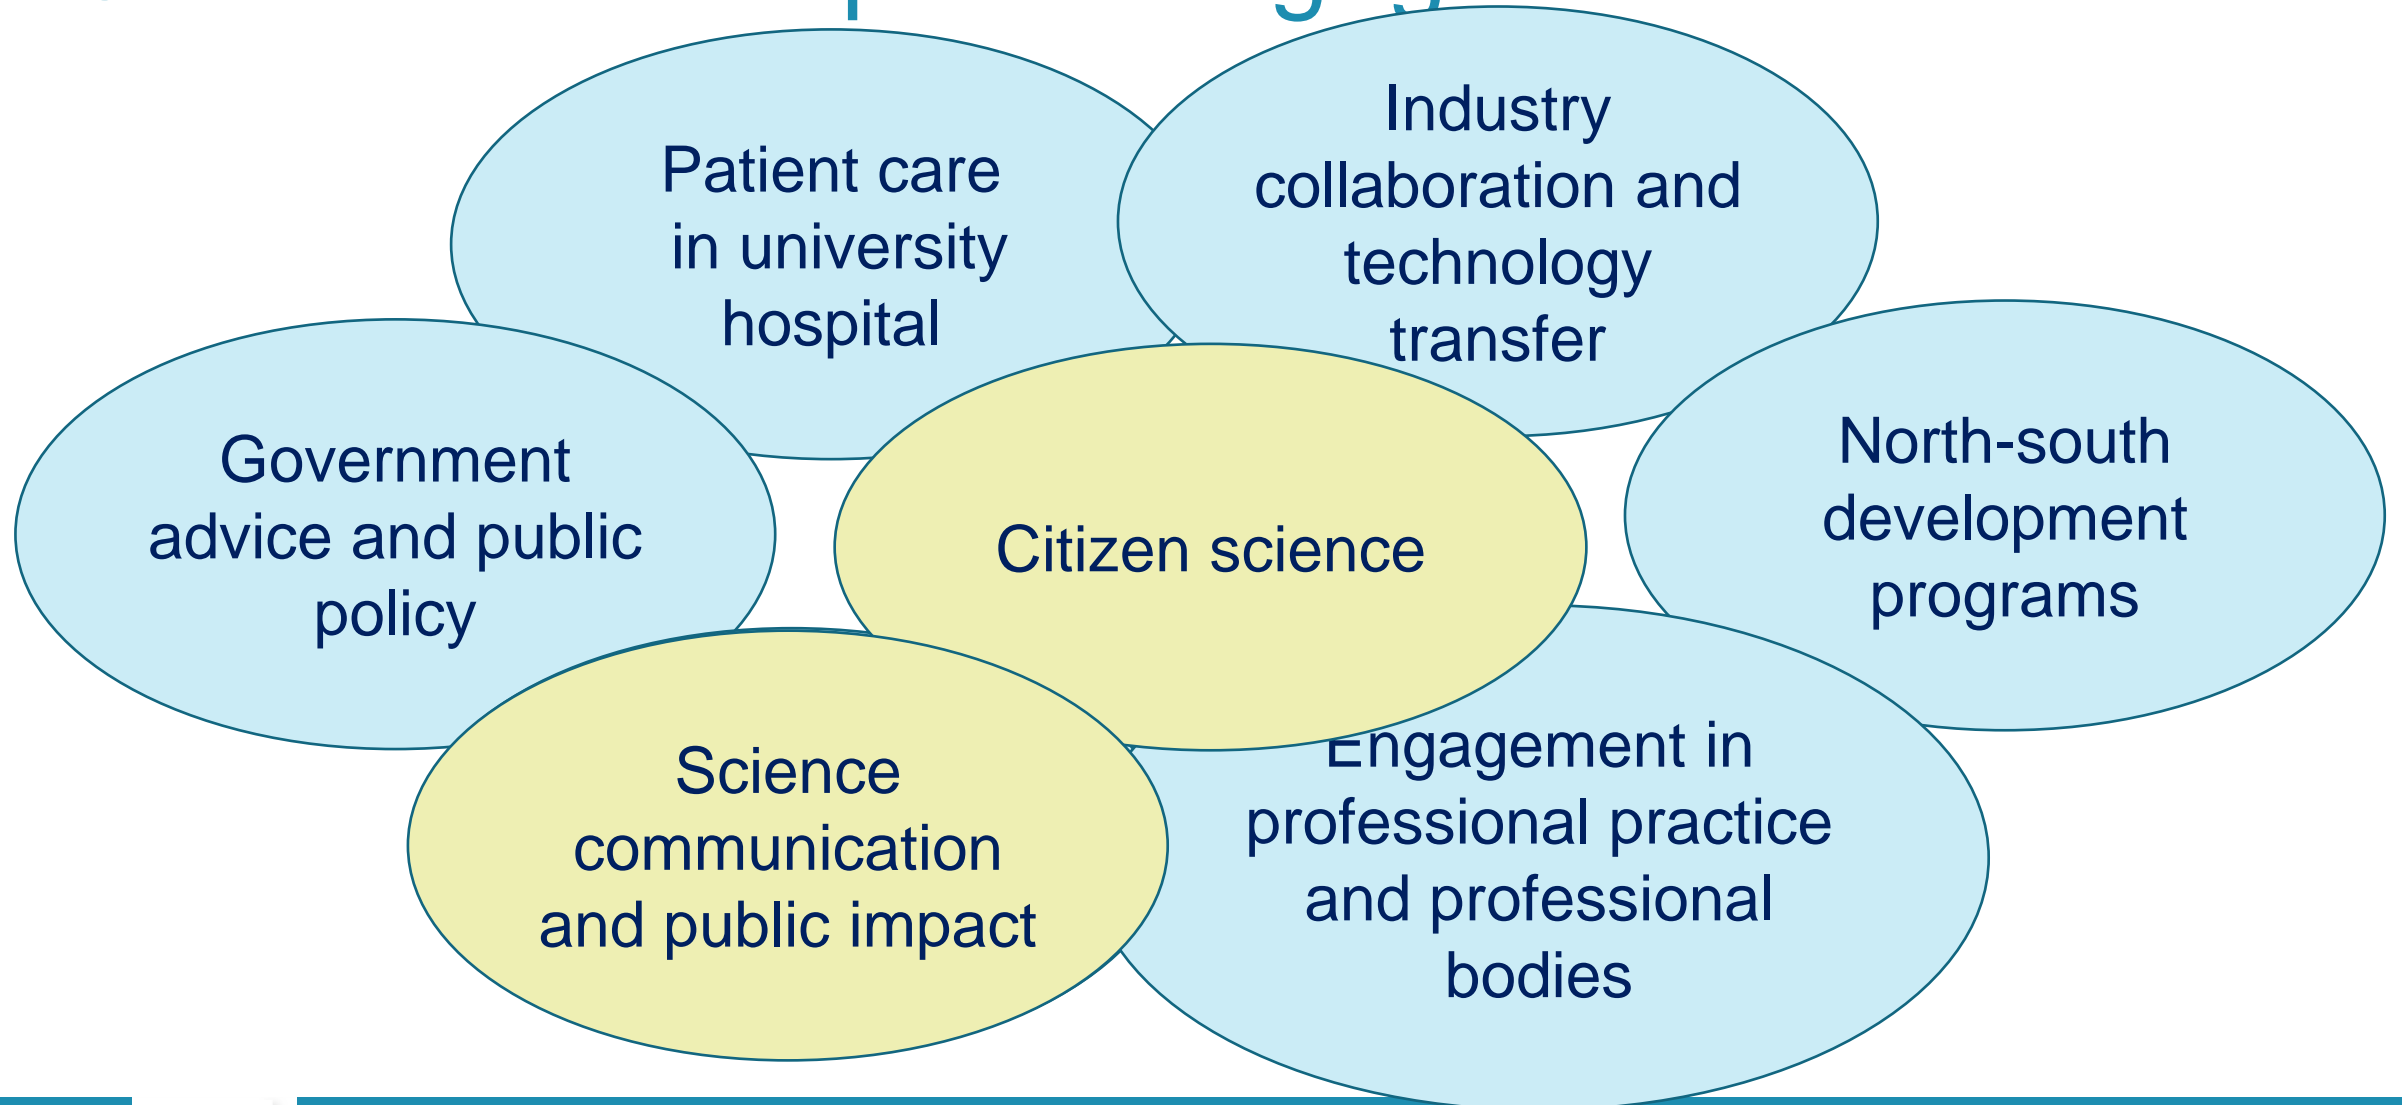 Patient care
in university
hospital
Industry
collaboration and
technology
transfer
Government
advice and public
policy
Citizen science
North-south
development
programs
Science
communication
and public impact
Engagement in
professional practice
and professional
bodies